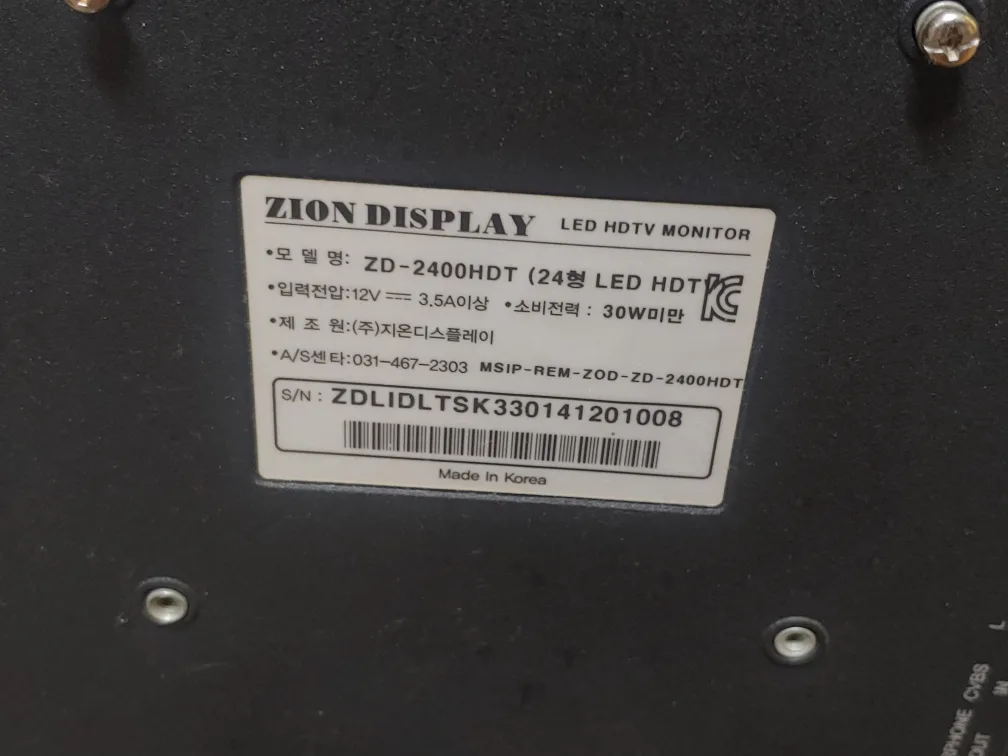 ZION DISPLAY LED HDTV MONITOR
•모 델 명: ZD-2400HDT (24형 LED HDT
•입력전압:12V ⎓ 3.5A이상 •소비전력 : 30W미만
•제 조 원:(주)지온디스플레이
•A/S센타:031-467-2303 MSIP-REM-ZOD-ZD-2400HDT
S/N : ZDLIDLTSK330141201008
Made In Korea
CVBS
IN
L